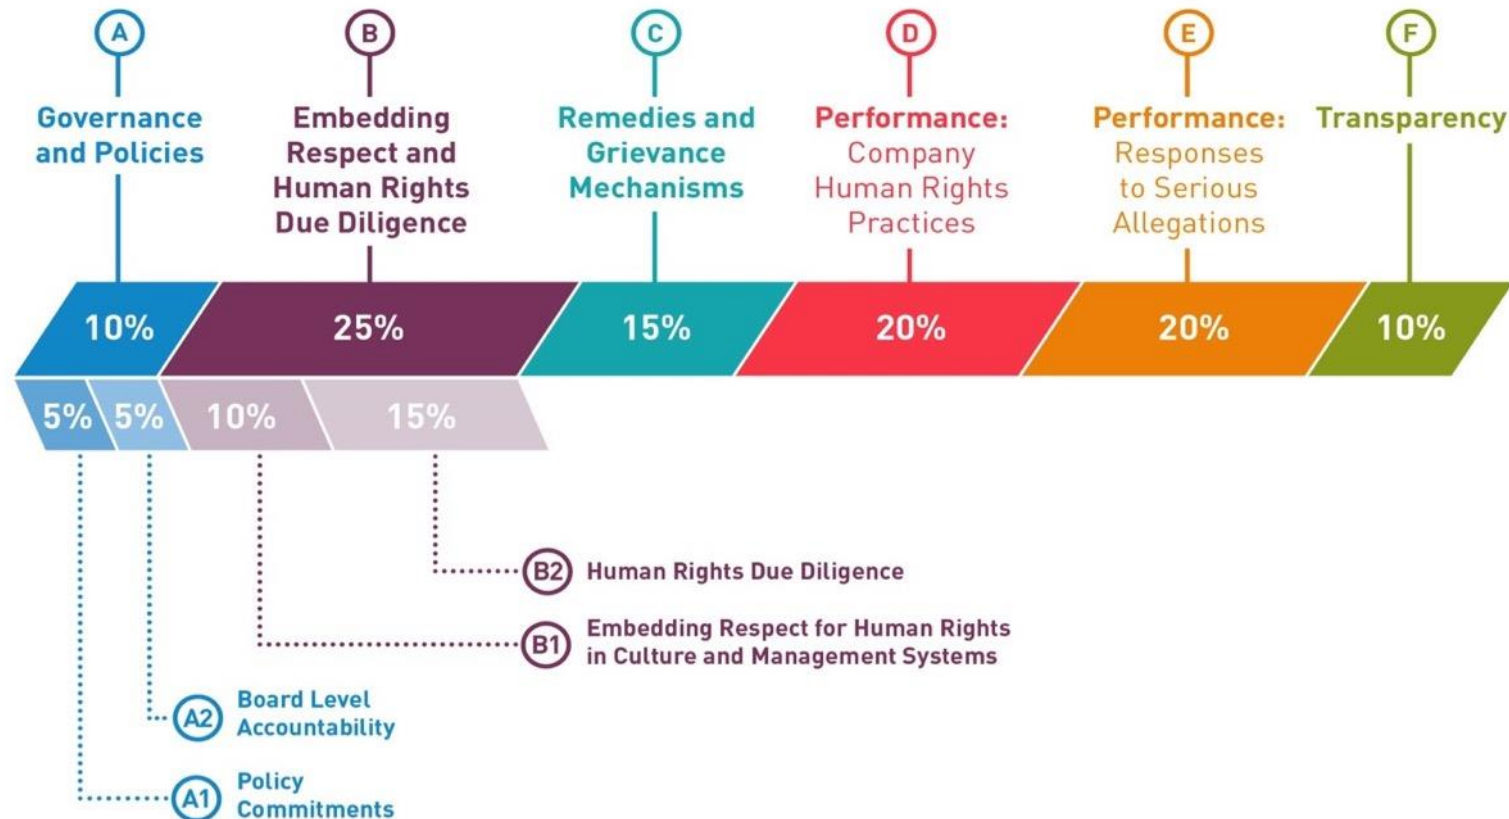 A
Governance
and Policies
B
Embedding
Respect and
Human Rights
Due Diligence
C
Remedies and
Grievance
Mechanisms
D
Performance:
Company
Human Rights
Practices
E
Performance:
Responses
to Serious
Allegations
F
Transparency
10%
25%
15%
20%
20%
10%
5%
5%
10%
15%
B2
Human Rights Due Diligence
B1
Embedding Respect for Human Rights
in Culture and Management Systems
A2
Board Level
Accountability
A1
Policy
Commitments